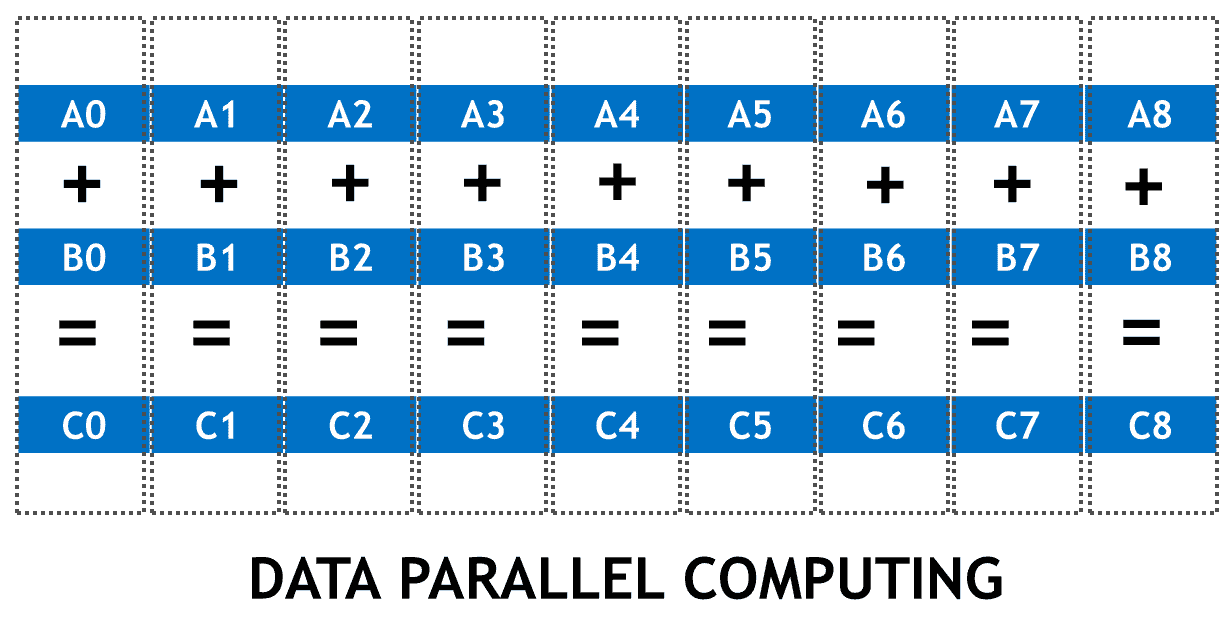 A0 A1 A2 A3 A4 A5 A6 A7 A8
+ + + + + + + + +
B0 B1 B2 B3 B4 B5 B6 B7 B8
= = = = = = = = =
C0 C1 C2 C3 C4 C5 C6 C7 C8
DATA PARALLEL COMPUTING